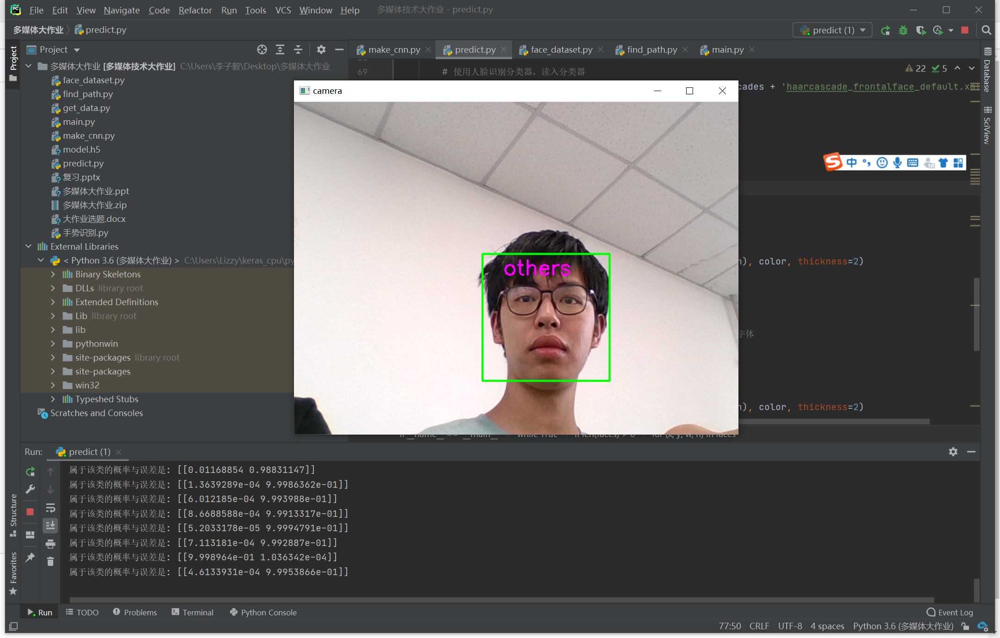 File Edit View Navigate Code Refactor Run Tools VCS Window Help 多媒体技术大作业 - predict.py
多媒体大作业 predict.py
predict (1)
Project
Project
make_cnn.py predict.py face_dataset.py find_path.py main.py
多媒体大作业 [多媒体技术大作业] C:\Users\李子毅\Desktop\多媒体大作业
face_dataset.py
find_path.py
get_data.py
main.py
make_cnn.py
model.h5
predict.py
复习.pptx
多媒体大作业.ppt
多媒体大作业.zip
大作业选题.docx
手势识别.py
External Libraries
< Python 3.6 (多媒体大作业) > C:\Users\Lizzy\keras_cpu\py
Binary Skeletons
DLLs library root
Extended Definitions
Lib library root
lib
pythonwin
site-packages library root
site-packages
win32
Typeshed Stubs
Scratches and Consoles
69 # 使用人脸识别分类器，读入分类器
22 5
cades + 'haarcascade_frontalface_default.xml
camera
others
中
), color, thickness=2)
字体
), color, thickness=2)
if __name__ == '__main__' while True if len(faces) > 0 for (x, y, w, h) in faces
Database
SciView
Run: predict (1)
属于该类的概率与误差是: [[0.01168854 0.98831147]]
属于该类的概率与误差是: [[1.3639289e-04 9.9986362e-01]]
属于该类的概率与误差是: [[6.012185e-04 9.993988e-01]]
属于该类的概率与误差是: [[8.6688588e-04 9.9913317e-01]]
属于该类的概率与误差是: [[5.2033178e-05 9.9994791e-01]]
属于该类的概率与误差是: [[7.113181e-04 9.992887e-01]]
属于该类的概率与误差是: [[9.998964e-01 1.036342e-04]]
属于该类的概率与误差是: [[4.6133931e-04 9.9953866e-01]]
Structure
Favorites
Run TODO Problems Terminal Python Console Event Log
77:50 CRLF UTF-8 4 spaces Python 3.6 (多媒体大作业)